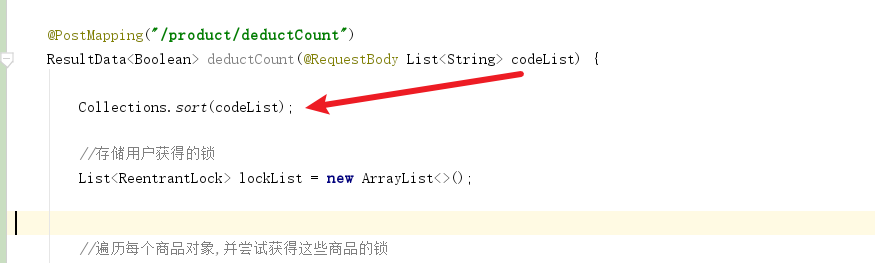 @PostMapping("/product/deductCount")
ResultData<Boolean> deductCount(@RequestBody List<String> codeList) {
Collections.sort(codeList);
//存储用户获得的锁
List<ReentrantLock> lockList = new ArrayList<>();
//遍历每个商品对象,并尝试获得这些商品的锁